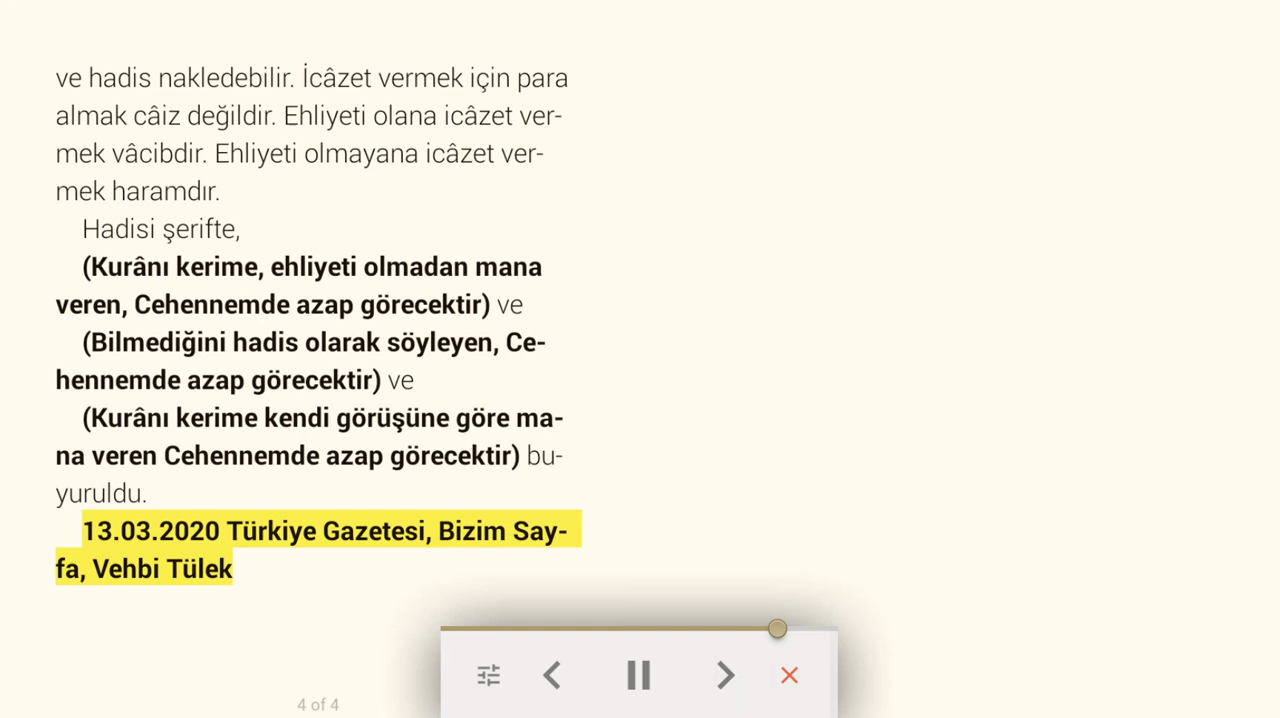 ve hadis nakledebilir. İcâzet vermek için para
almak câiz değildir. Ehliyeti olana icâzet ver-
mek vâcibdir. Ehliyeti olmayana icâzet ver-
mek haramdır.
Hadisi şerifte,
(Kurânı kerime, ehliyeti olmadan mana
veren, Cehennemde azap görecektir) ve
(Bilmediğini hadis olarak söyleyen, Ce-
hennemde azap görecektir) ve
(Kurânı kerime kendi görüşüne göre ma-
na veren Cehennemde azap görecektir) bu-
yuruldu.
13.03.2020 Türkiye Gazetesi, Bizim Say-
fa, Vehbi Tülek
4 of 4